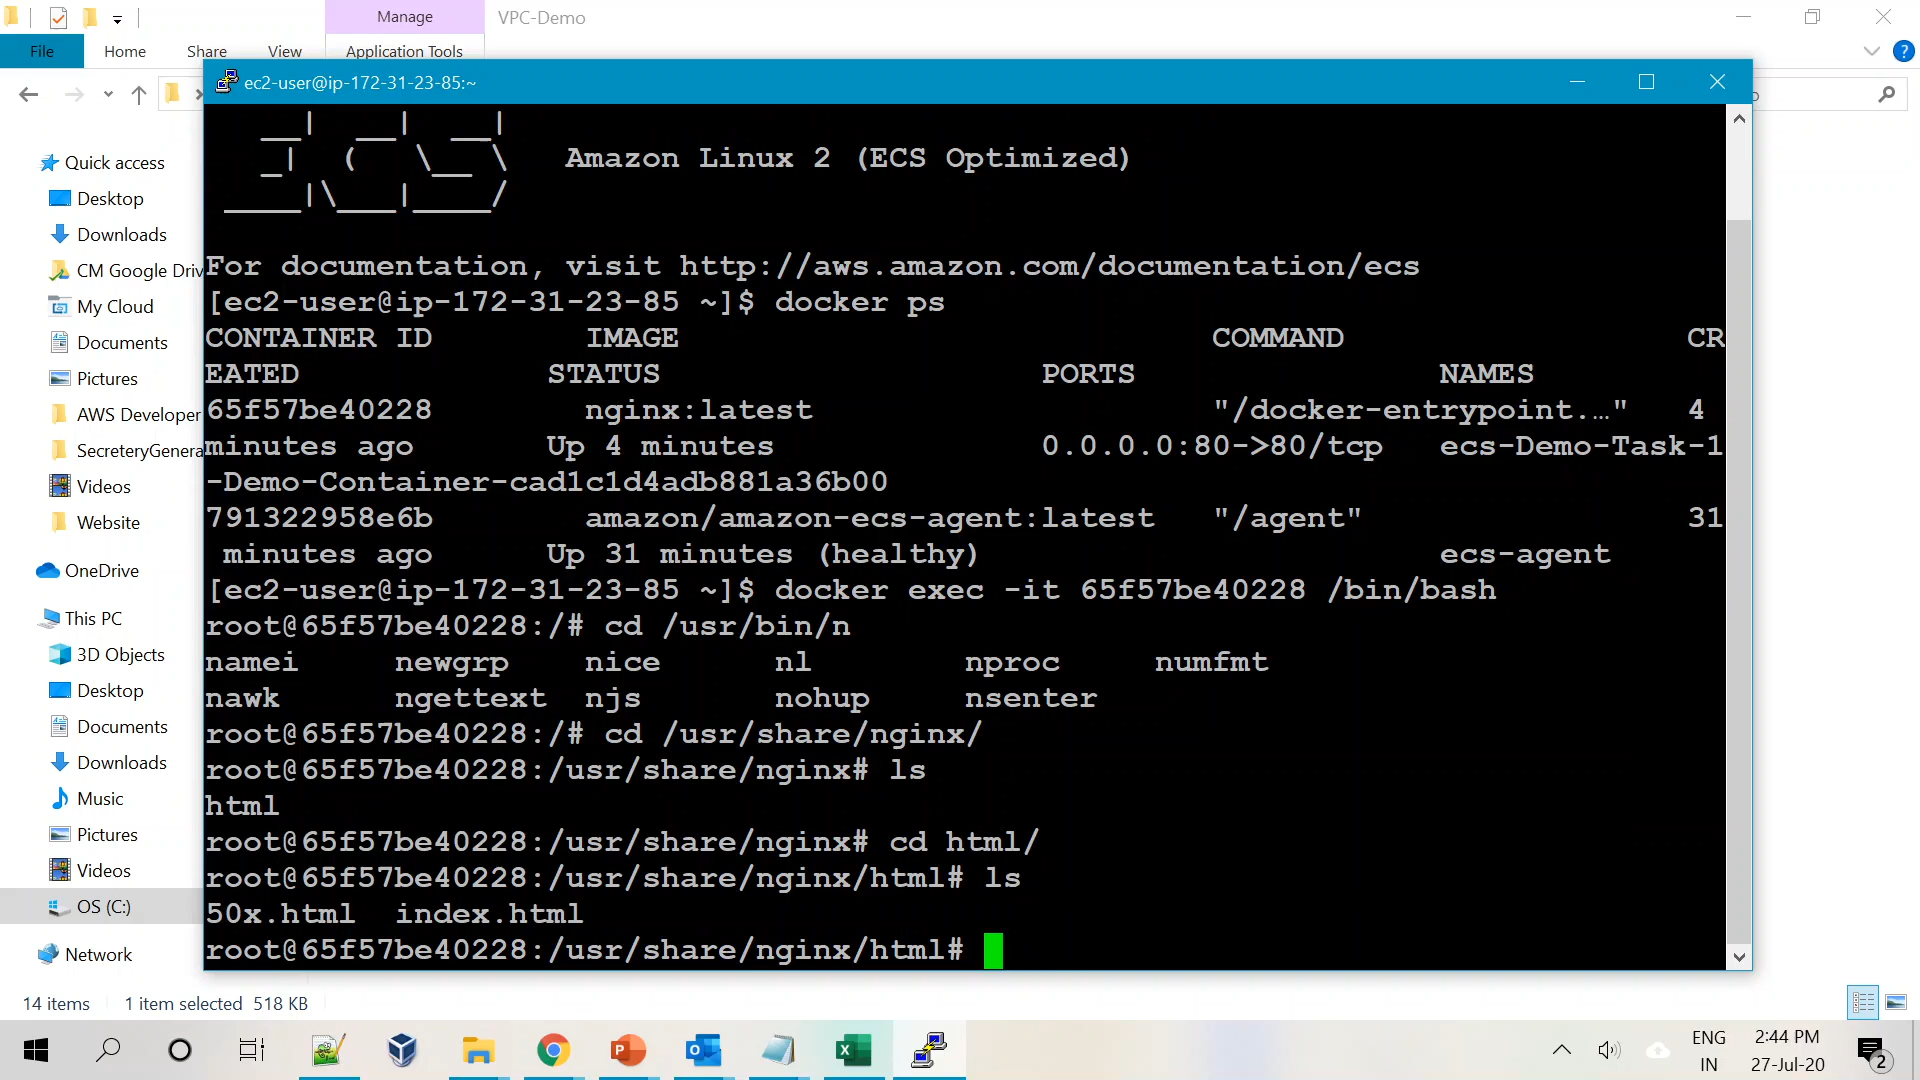 Manage
VPC-Demo
File
Home
Share
View
Application Tools
ec2-user@ip-172-31-23-85:~
Quick access
Desktop
Downloads
CM Google Driv
My Cloud
Documents
Pictures
AWS Developer
SecreteryGenera
Videos
Website
OneDrive
This PC
3D Objects
Desktop
Documents
Downloads
Music
Pictures
Videos
OS (C:)
Network
Amazon Linux 2 (ECS Optimized)
For documentation, visit http://aws.amazon.com/documentation/ecs
[ec2-user@ip-172-31-23-85 ~]$ docker ps
CONTAINER ID        IMAGE                            COMMAND                  CR
EATED             STATUS                    PORTS                NAMES
65f57be40228        nginx:latest                     "/docker-entrypoint.…"   4
minutes ago       Up 4 minutes              0.0.0.0:80->80/tcp   ecs-Demo-Task-1
-Demo-Container-cad1c1d4adb881a36b00
791322958e6b        amazon/amazon-ecs-agent:latest   "/agent"                 31
 minutes ago      Up 31 minutes (healthy)                        ecs-agent
[ec2-user@ip-172-31-23-85 ~]$ docker exec -it 65f57be40228 /bin/bash
root@65f57be40228:/# cd /usr/bin/n
namei     newgrp    nice      nl        nproc     numfmt
nawk      ngettext  njs       nohup     nsenter
root@65f57be40228:/# cd /usr/share/nginx/
root@65f57be40228:/usr/share/nginx# ls
html
root@65f57be40228:/usr/share/nginx# cd html/
root@65f57be40228:/usr/share/nginx/html# ls
50x.html  index.html
root@65f57be40228:/usr/share/nginx/html#
14 items
1 item selected
518 KB
ENG
IN
2:44 PM
27-Jul-20
2